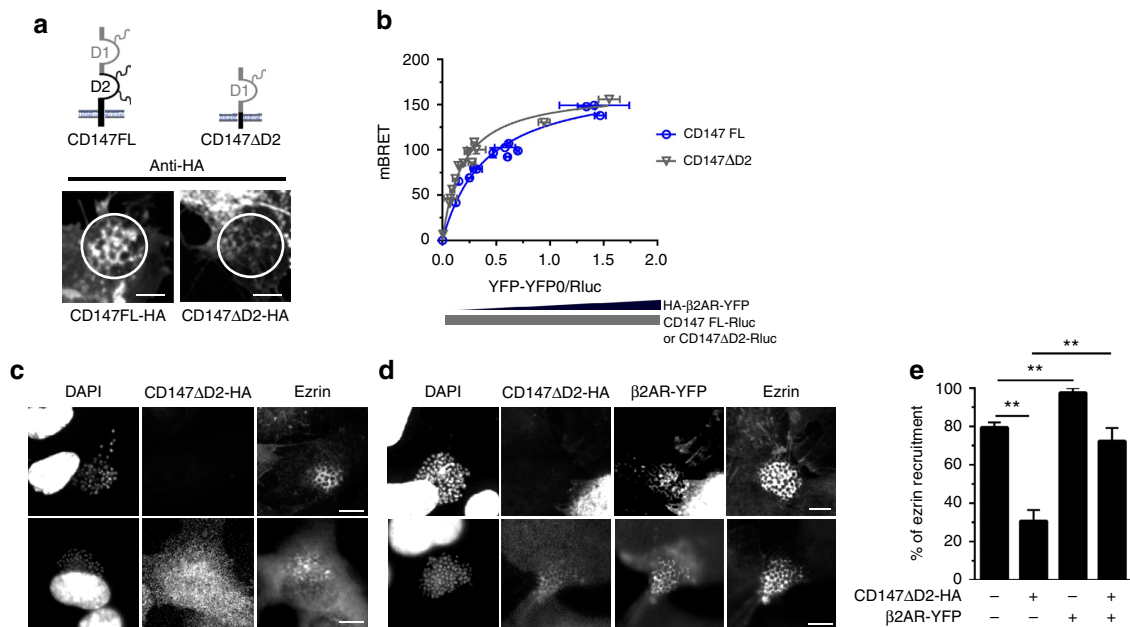 a
D1
D2
D1
CD147FL
CD147ΔD2
Anti-HA
CD147FL-HA
CD147ΔD2-HA
b
200
150
100
50
0
mBRET
0.0
0.5
1.0
1.5
2.0
YFP-YFP0/Rluc
CD147 FL
CD147ΔD2
HA-β2AR-YFP
CD147 FL-Rluc
or CD147ΔD2-Rluc
c
DAPI
CD147ΔD2-HA
Ezrin
d
DAPI
CD147ΔD2-HA
β2AR-YFP
Ezrin
e
**
**
**
100
80
60
40
20
0
% of ezrin recruitment
CD147ΔD2-HA
– + – +
β2AR-YFP
– – + +